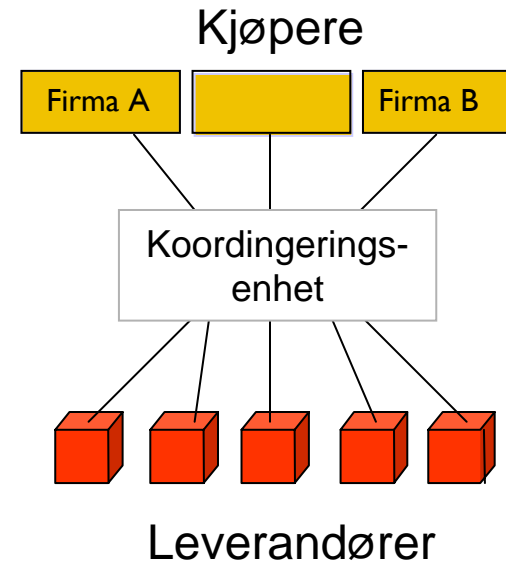 Kjøpere
Firma A
Firma B
Koordingerings-
enhet
Leverandører